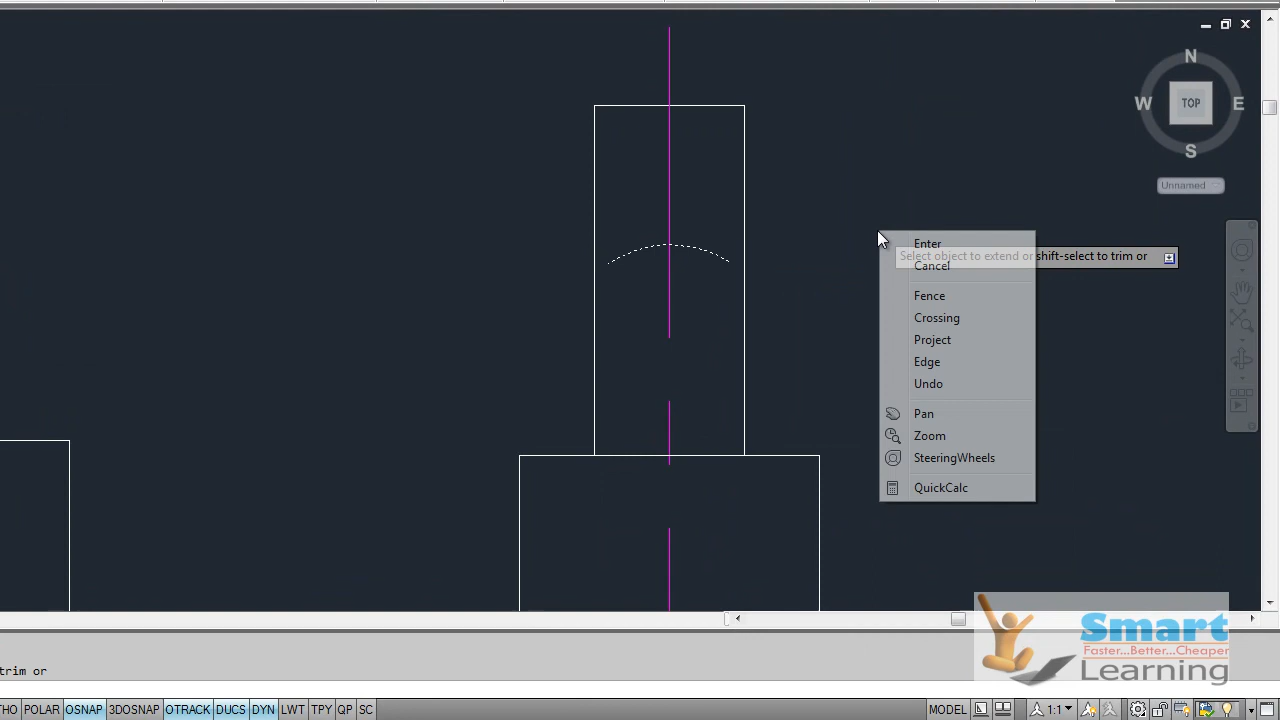 N
W
TOP
E
S
Unnamed
Enter
Select object to extend or shift-select to trim or
Cancel
Fence
Crossing
Project
Edge
Undo
Pan
Zoom
SteeringWheels
QuickCalc
Smart
Faster...Better...Cheaper
Learning
trim or
THO POLAR OSNAP 3DOSNAP OTRACK DUCS DYN LWT TPY QP SC MODEL 1:1